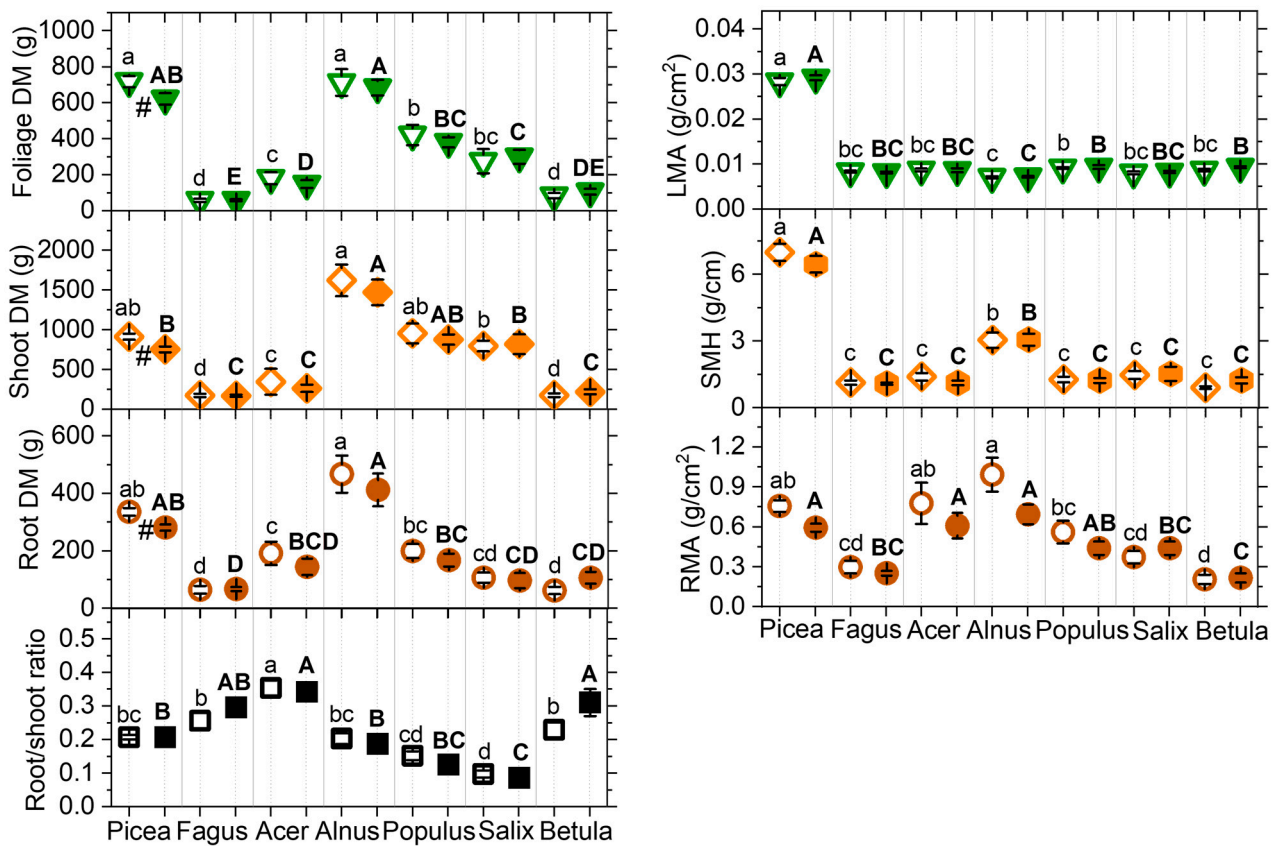 Foliage DM (g)
1000
800
600
400
200
0
a
AB
#
d
E
c
D
a
A
b
BC
bc
C
d
DE
Shoot DM (g)
2000
1500
1000
500
0
ab
B
#
d
C
c
C
a
A
ab
AB
b
B
d
C
Root DM (g)
600
400
200
0
ab
AB
#
d
D
c
BCD
a
A
bc
BC
cd
CD
d
CD
Root/shoot ratio
0.5
0.4
0.3
0.2
0.1
0.0
bc
B
b
AB
a
A
bc
B
cd
BC
d
C
b
A
Picea Fagus Acer Alnus Populus Salix Betula
LMA (g/cm²)
0.04
0.03
0.02
0.01
0.00
a
A
bc
BC
bc
BC
c
C
b
B
bc
BC
bc
B
SMH (g/cm)
6
3
0
a
A
c
C
c
C
b
B
c
C
c
C
c
C
RMA (g/cm²)
1.2
0.9
0.6
0.3
0.0
ab
A
cd
BC
ab
A
a
A
bc
AB
cd
BC
d
C
Picea Fagus Acer Alnus Populus Salix Betula